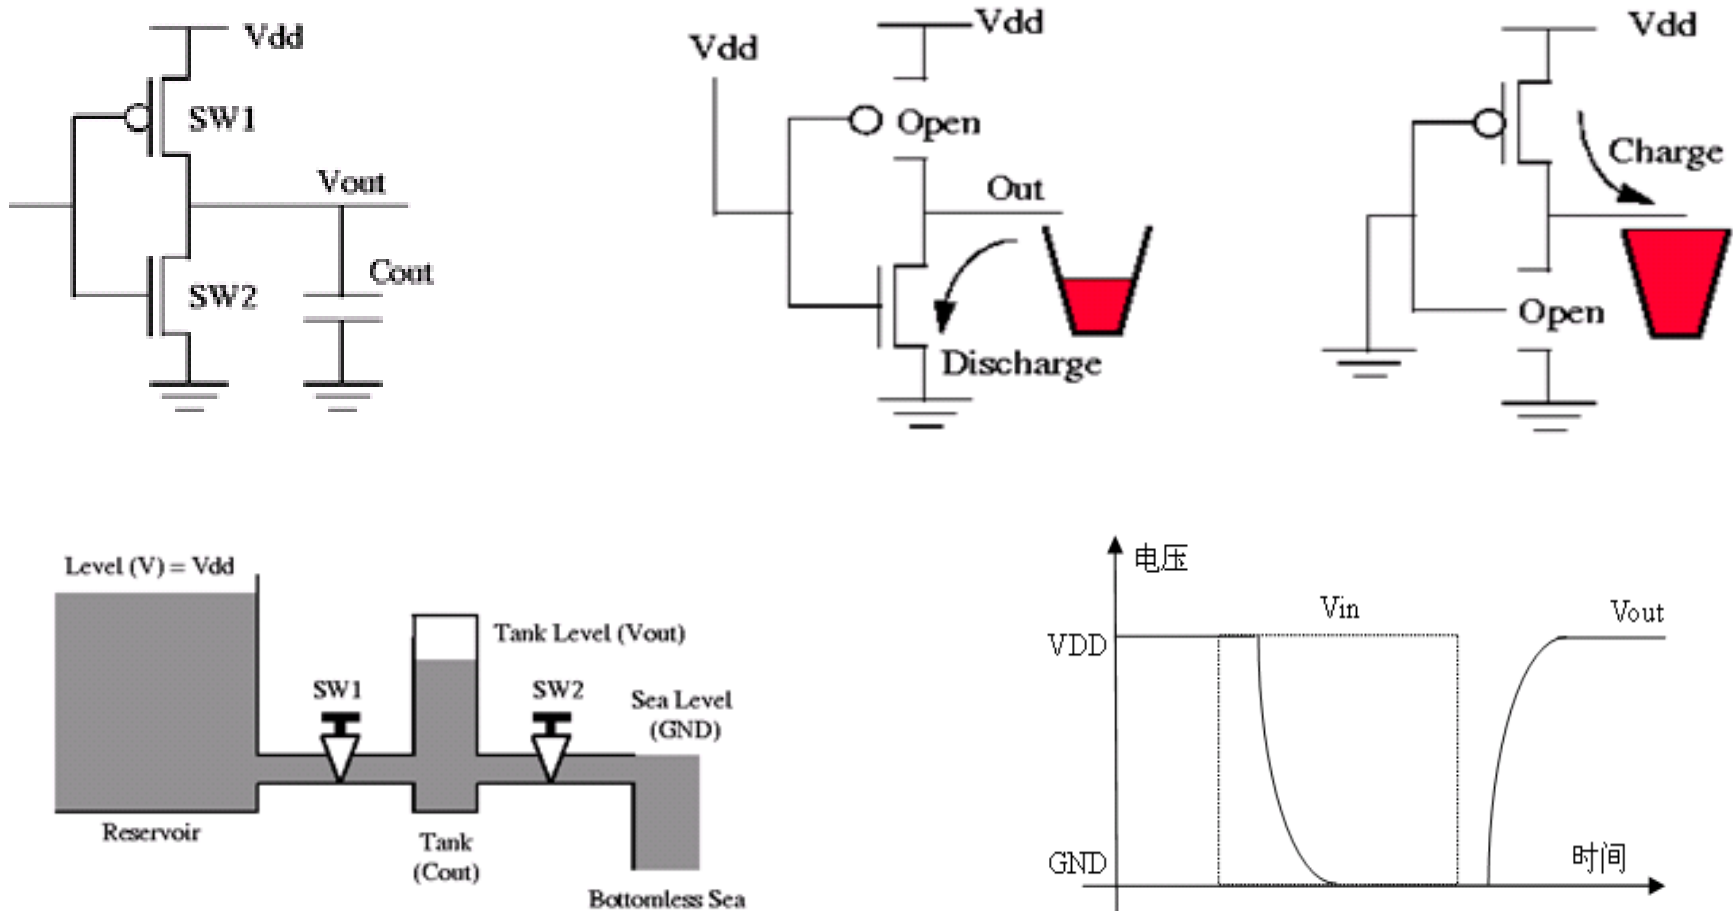 Vdd
SW1
Vout
SW2
Cout
Vdd
Vdd
Open
Out
Discharge
Vdd
Charge
Open
Level (V) = Vdd
Tank Level (Vout)
SW1
SW2
Sea Level
(GND)
Reservoir
Tank
(Cout)
Bottomless Sea
电压
Vin
Vout
VDD
GND
时间